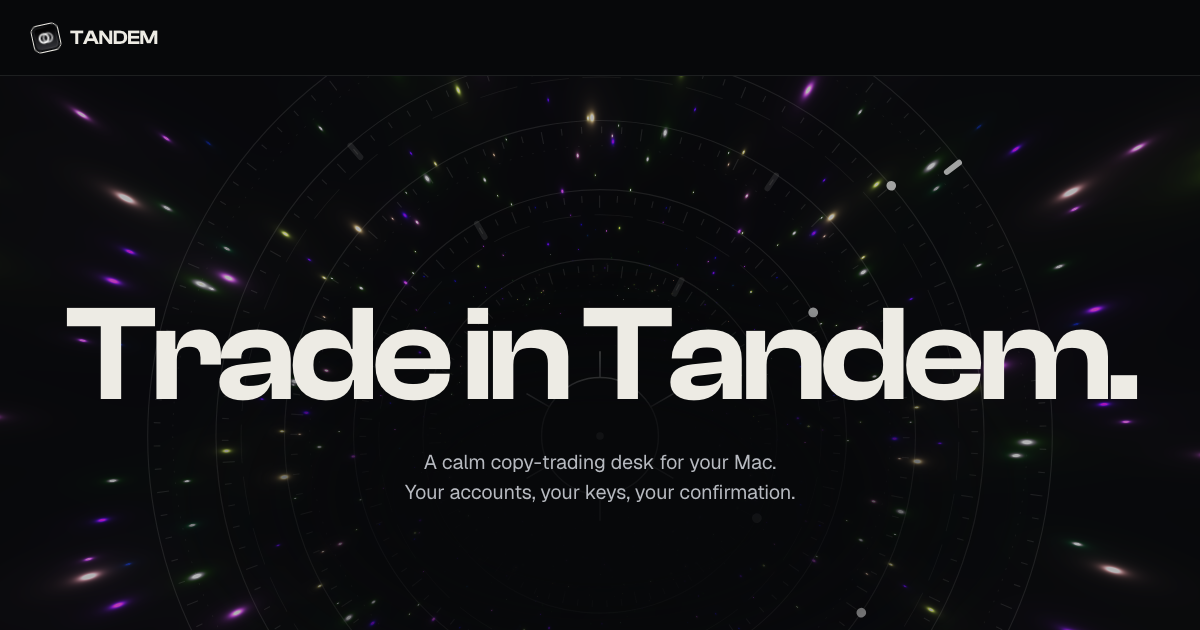 TANDEM
Trade in Tandem.
A calm copy-trading desk for your Mac.
Your accounts, your keys, your confirmation.